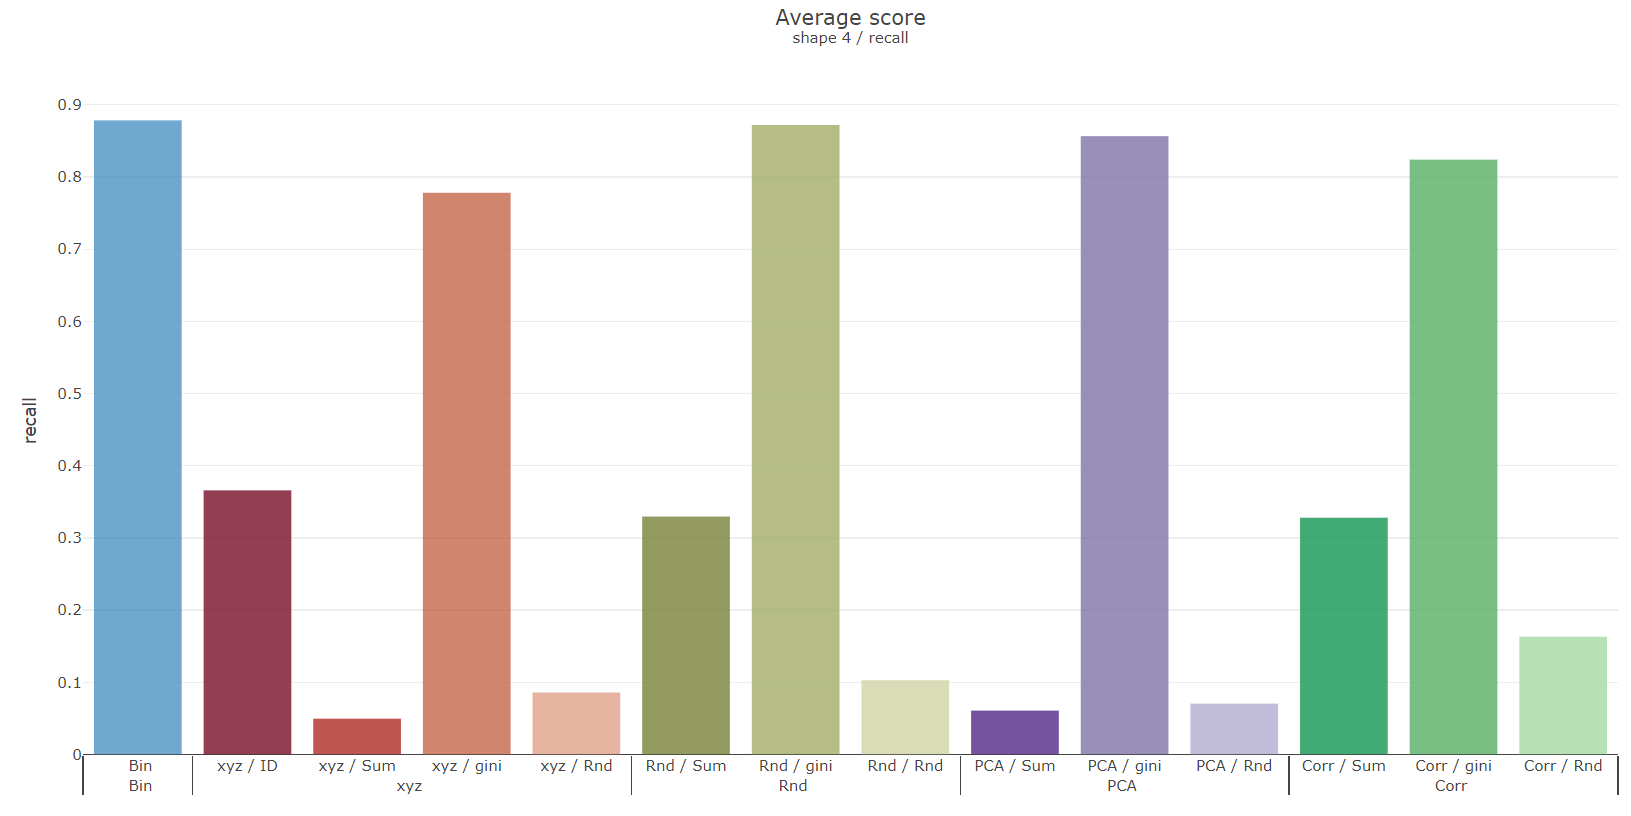 Average score
shape 4 / recall
0.9
0.8
0.7
0.6
0.5
0.4
0.3
0.2
0.1
0
recall
Bin xyz / ID xyz / Sum xyz / gini xyz / Rnd Rnd / Sum Rnd / gini Rnd / Rnd PCA / Sum PCA / gini PCA / Rnd Corr / Sum Corr / gini Corr / Rnd
Bin xyz Rnd PCA Corr